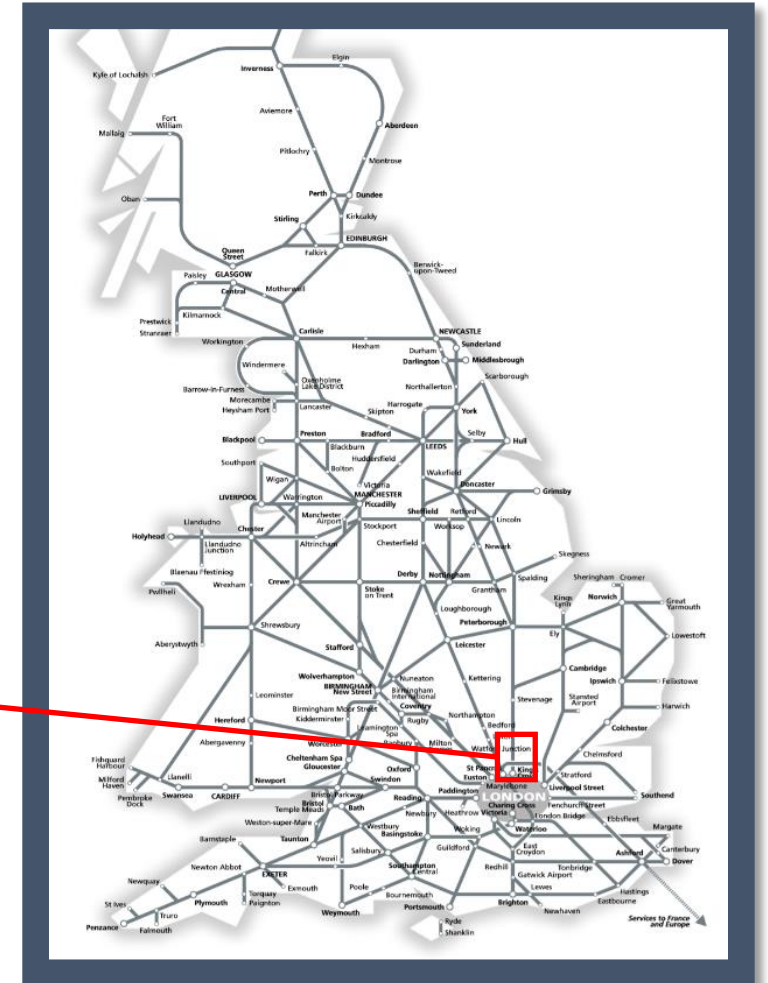 Elgin
Inverness
Kyle of Lochalsh
Aviemore
Fort
William
Mallaig
Aberdeen
Pitlochry
Montrose
Oban
Perth
Dundee
Stirling
Kirkcaldy
EDINBURGH
Falkirk
Queen
Street
GLASGOW
Central
Paisley
Motherwell
Berwick-
upon-Tweed
Prestwick
Kilmarnock
Stranraer
Carlisle
NEWCASTLE
Workington
Hexham
Sunderland
Durham
Darlington
Middlesbrough
Windermere
Scarborough
Oxenholme
Lake District
Northallerton
Barrow-in-Furness
Morecambe
Lancaster
Harrogate
Heysham Port
Skipton
York
Blackpool
Preston
Bradford
Selby
Blackburn
LEEDS
Hull
Huddersfield
Southport
Bolton
Wakefield
Wigan
Victoria
Doncaster
MANCHESTER
Piccadilly
Grimsby
LIVERPOOL
Warrington
Manchester
Airport
Sheffield
Retford
Lincoln
Llandudno
Chester
Stockport
Worksop
Holyhead
Llandudno
Junction
Altrincham
Chesterfield
Newark
Skegness
Blaenau Ffestiniog
Derby
Nottingham
Spalding
Sheringham
Cromer
Pwllheli
Wrexham
Crewe
Stoke
on Trent
Grantham
Kings
Lynn
Norwich
Great
Yarmouth
Loughborough
Peterborough
Shrewsbury
Ely
Lowestoft
Aberystwyth
Stafford
Leicester
Wolverhampton
Cambridge
BIRMINGHAM
New Street
Nuneaton
Kettering
Ipswich
Felixstowe
Birmingham
International
Leominster
Stevenage
Stansted
Airport
Harwich
Birmingham Moor Street
Coventry
Northampton
Hereford
Kidderminster
Rugby
Bedford
Colchester
Leamington
Spa
Abergavenny
Worcester
Banbury
Milton
Watford
Junction
Chelmsford
Cheltenham Spa
Gloucester
Oxford
St Pancras
Kings
Fishguard
Harbour
Euston
Stratford
Milford
Haven
Llanelli
Swindon
Marylebone
Liverpool Street
Pembroke
Dock
Swansea
CARDIFF
Newport
Bristol Parkway
Reading
Paddington
LONDON
Southend
Bristol
Temple Meads
Bath
Newbury
Heathrow
Victoria
Charing Cross
Fenchurch Street
London Bridge
Weston-super-Mare
Westbury
Basingstoke
Woking
Waterloo
Ebbsfleet
Margate
Barnstaple
Taunton
Salisbury
Guildford
East
Croydon
Canterbury
Yeovil
Southampton
Central
Redhill
Tonbridge
Ashford
Dover
Newton Abbot
EXETER
Gatwick Airport
Newquay
Exmouth
Poole
Lewes
Hastings
Torquay
Paignton
Bournemouth
Eastbourne
St Ives
Plymouth
Weymouth
Portsmouth
Brighton
Newhaven
Truro
Ryde
Services to France
and Europe
Penzance
Falmouth
Shanklin